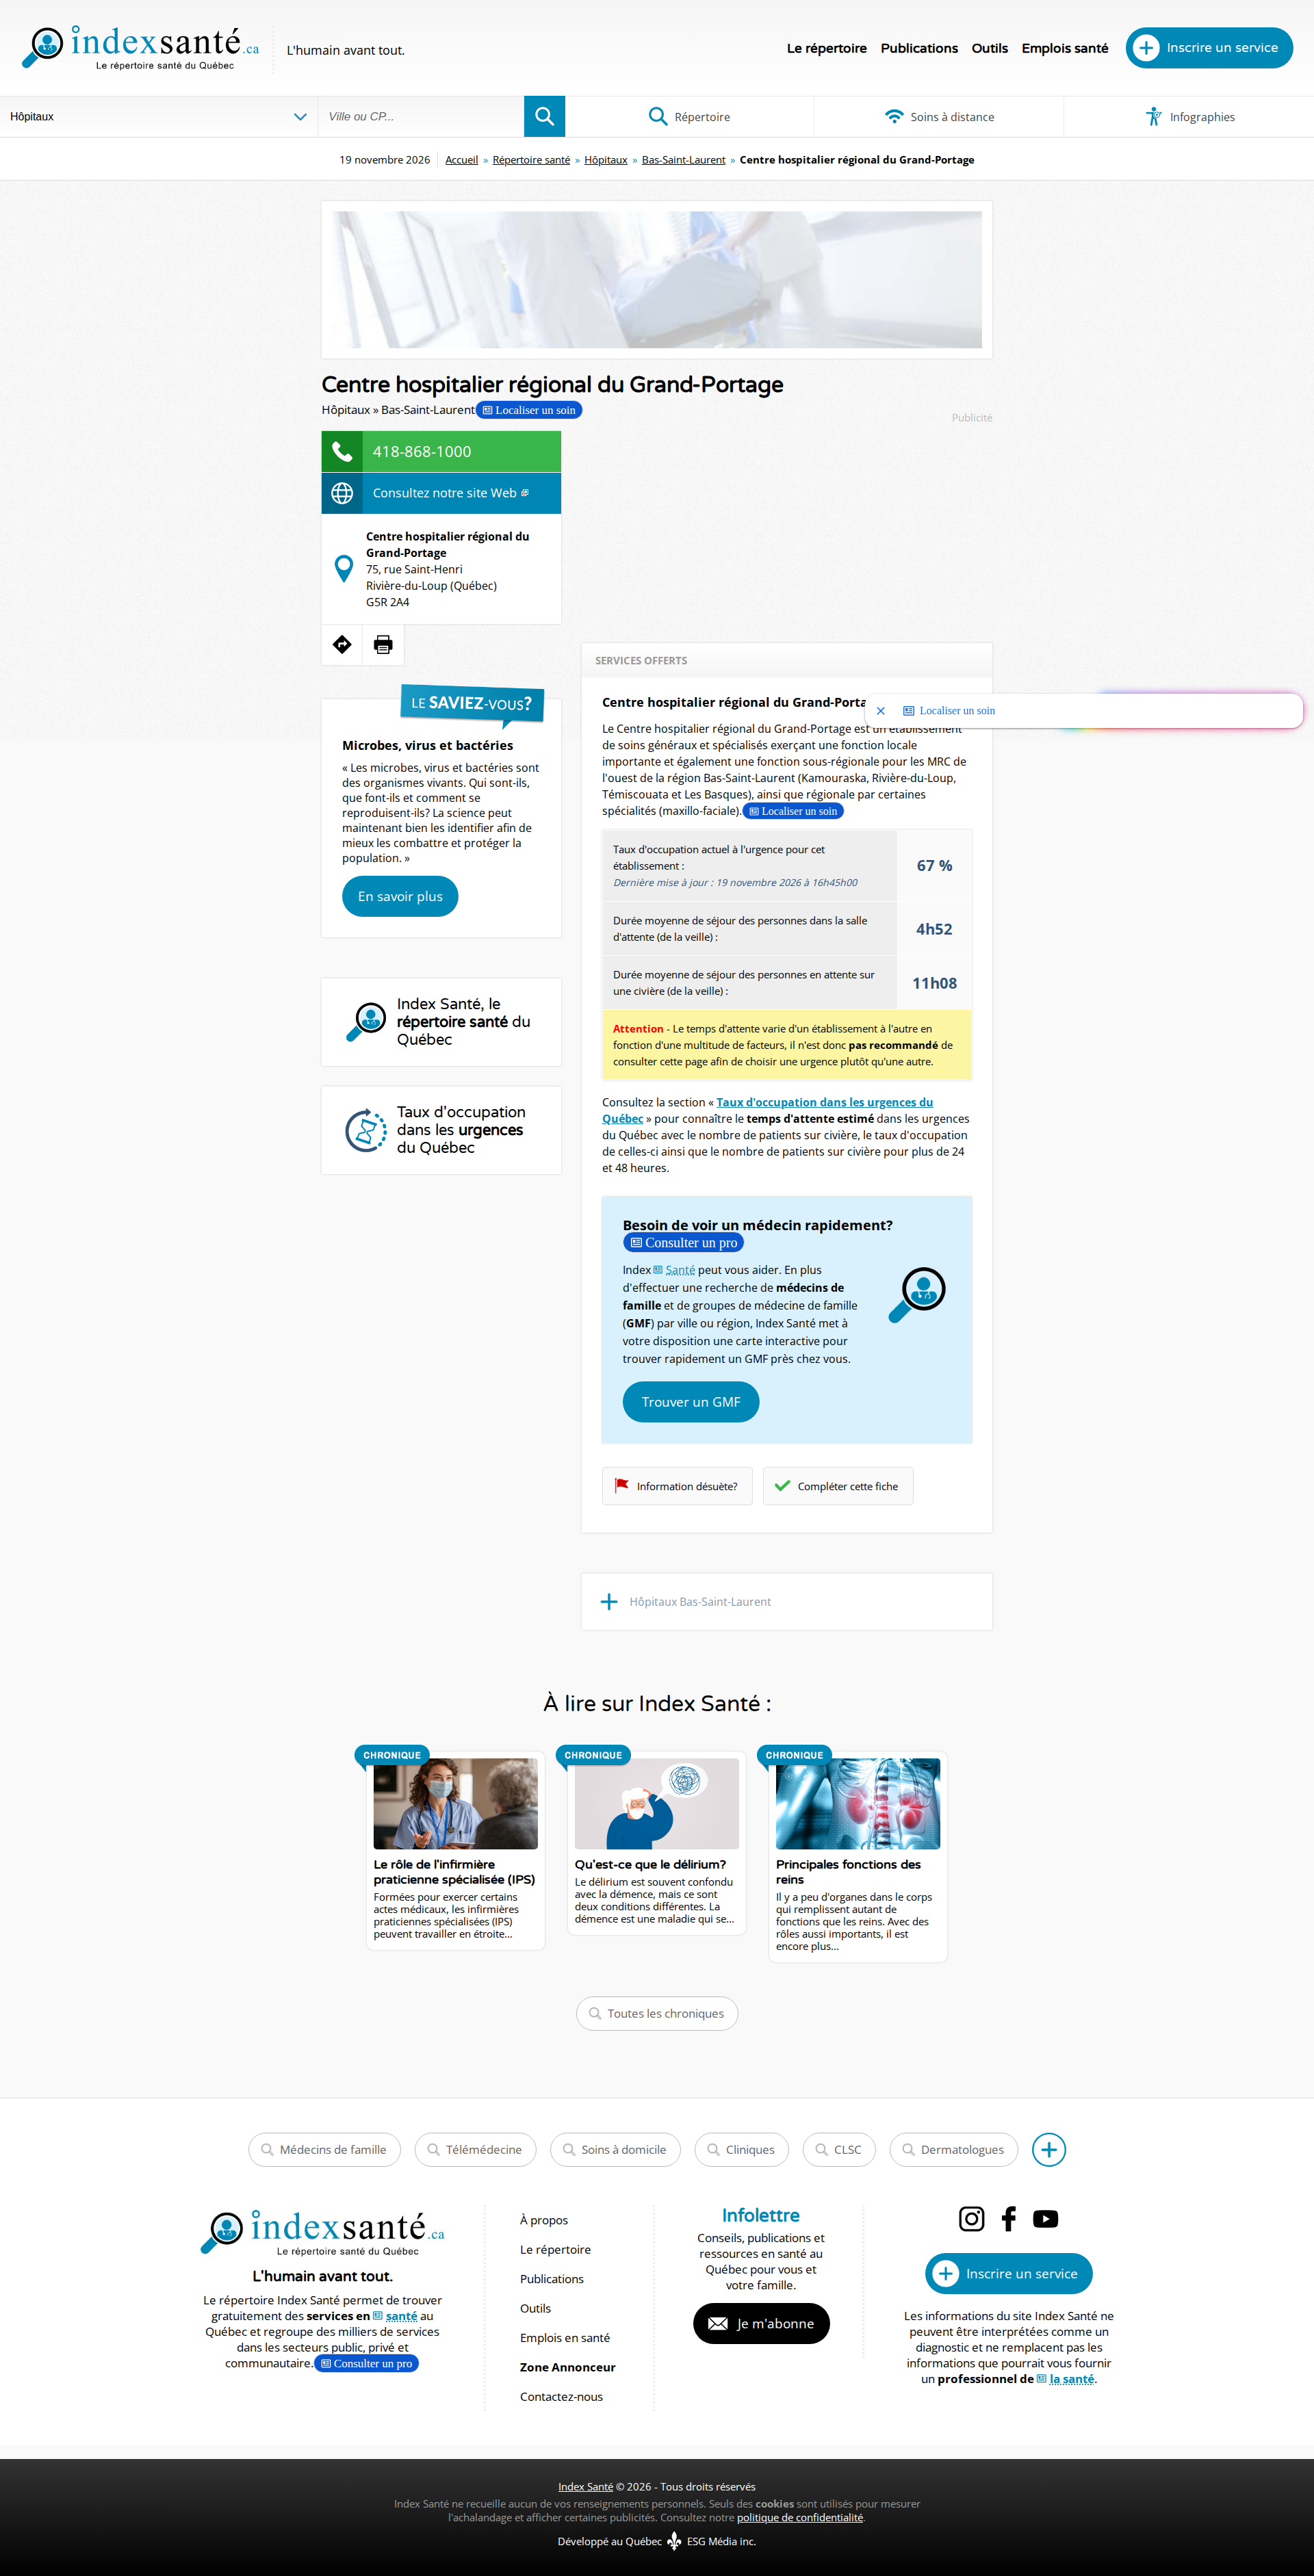 indexsanté.ca
Le répertoire santé du Québec
L'humain avant tout.
Le répertoire
Publications
Outils
Emplois santé
Inscrire un service
Hôpitaux
Ville ou CP...
Répertoire
Soins à distance
Infographies
19 novembre 2026
Accueil » Répertoire santé » Hôpitaux » Bas-Saint-Laurent » Centre hospitalier régional du Grand-Portage
Centre hospitalier régional du Grand-Portage
Hôpitaux » Bas-Saint-Laurent Localiser un soin
Publicité
418-868-1000
Consultez notre site Web
Centre hospitalier régional du
Grand-Portage
75, rue Saint-Henri
Rivière-du-Loup (Québec)
G5R 2A4
LE SAVIEZ-VOUS?
Microbes, virus et bactéries
« Les microbes, virus et bactéries sont
des organismes vivants. Qui sont-ils,
que font-ils et comment se
reproduisent-ils? La science peut
maintenant bien les identifier afin de
mieux les combattre et protéger la
population. »
En savoir plus
Index Santé, le
répertoire santé du
Québec
Taux d'occupation
dans les urgences
du Québec
SERVICES OFFERTS
Centre hospitalier régional du Grand-Porta
Localiser un soin
Le Centre hospitalier régional du Grand-Portage est un établissement
de soins généraux et spécialisés exerçant une fonction locale
importante et également une fonction sous-régionale pour les MRC de
l'ouest de la région Bas-Saint-Laurent (Kamouraska, Rivière-du-Loup,
Témiscouata et Les Basques), ainsi que régionale par certaines
spécialités (maxillo-faciale). Localiser un soin
Taux d'occupation actuel à l'urgence pour cet
établissement :
Dernière mise à jour : 19 novembre 2026 à 16h45h00
67 %
Durée moyenne de séjour des personnes dans la salle
d'attente (de la veille) :
4h52
Durée moyenne de séjour des personnes en attente sur
une civière (de la veille) :
11h08
Attention - Le temps d'attente varie d'un établissement à l'autre en
fonction d'une multitude de facteurs, il n'est donc pas recommandé de
consulter cette page afin de choisir une urgence plutôt qu'une autre.
Consultez la section « Taux d'occupation dans les urgences du
Québec » pour connaître le temps d'attente estimé dans les urgences
du Québec avec le nombre de patients sur civière, le taux d'occupation
de celles-ci ainsi que le nombre de patients sur civière pour plus de 24
et 48 heures.
Besoin de voir un médecin rapidement?
Consulter un pro
Index Santé peut vous aider. En plus
d'effectuer une recherche de médecins de
famille et de groupes de médecine de famille
(GMF) par ville ou région, Index Santé met à
votre disposition une carte interactive pour
trouver rapidement un GMF près chez vous.
Trouver un GMF
Information désuète?
Compléter cette fiche
Hôpitaux Bas-Saint-Laurent
À lire sur Index Santé :
CHRONIQUE
Le rôle de l'infirmière
praticienne spécialisée (IPS)
Formées pour exercer certains
actes médicaux, les infirmières
praticiennes spécialisées (IPS)
peuvent travailler en étroite...
CHRONIQUE
Qu'est-ce que le délirium?
Le délirium est souvent confondu
avec la démence, mais ce sont
deux conditions différentes. La
démence est une maladie qui se...
CHRONIQUE
Principales fonctions des
reins
Il y a peu d'organes dans le corps
qui remplissent autant de
fonctions que les reins. Avec des
rôles aussi importants, il est
encore plus...
Toutes les chroniques
Médecins de famille
Télémédecine
Soins à domicile
Cliniques
CLSC
Dermatologues
indexsanté.ca
Le répertoire santé du Québec
L'humain avant tout.
Le répertoire Index Santé permet de trouver
gratuitement des services en santé au
Québec et regroupe des milliers de services
dans les secteurs public, privé et
communautaire. Consulter un pro
À propos
Le répertoire
Publications
Outils
Emplois en santé
Zone Annonceur
Contactez-nous
Infolettre
Conseils, publications et
ressources en santé au
Québec pour vous et
votre famille.
Je m'abonne
Inscrire un service
Les informations du site Index Santé ne
peuvent être interprétées comme un
diagnostic et ne remplacent pas les
informations que pourrait vous fournir
un professionnel de la santé.
Index Santé © 2026 - Tous droits réservés
Index Santé ne recueille aucun de vos renseignements personnels. Seuls des cookies sont utilisés pour mesurer
l'achalandage et afficher certaines publicités. Consultez notre politique de confidentialité.
Développé au Québec ESG Média inc.